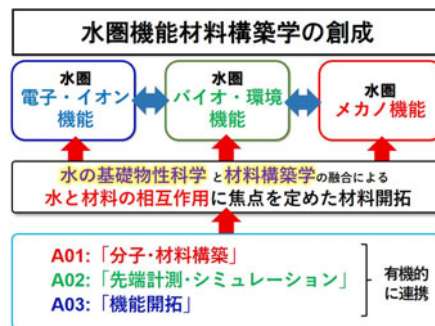 水圏機能材料構築学の創成
水圏
電子・イオン
機能
水圏
バイオ・環境
機能
水圏
メカノ機能
水の基礎物性科学と材料構築学の融合による
水と材料の相互作用に焦点を定めた材料開拓
A01:「分子・材料構築」
A02:「先端計測・シミュレーション」
A03:「機能開拓」
有機的
に連携